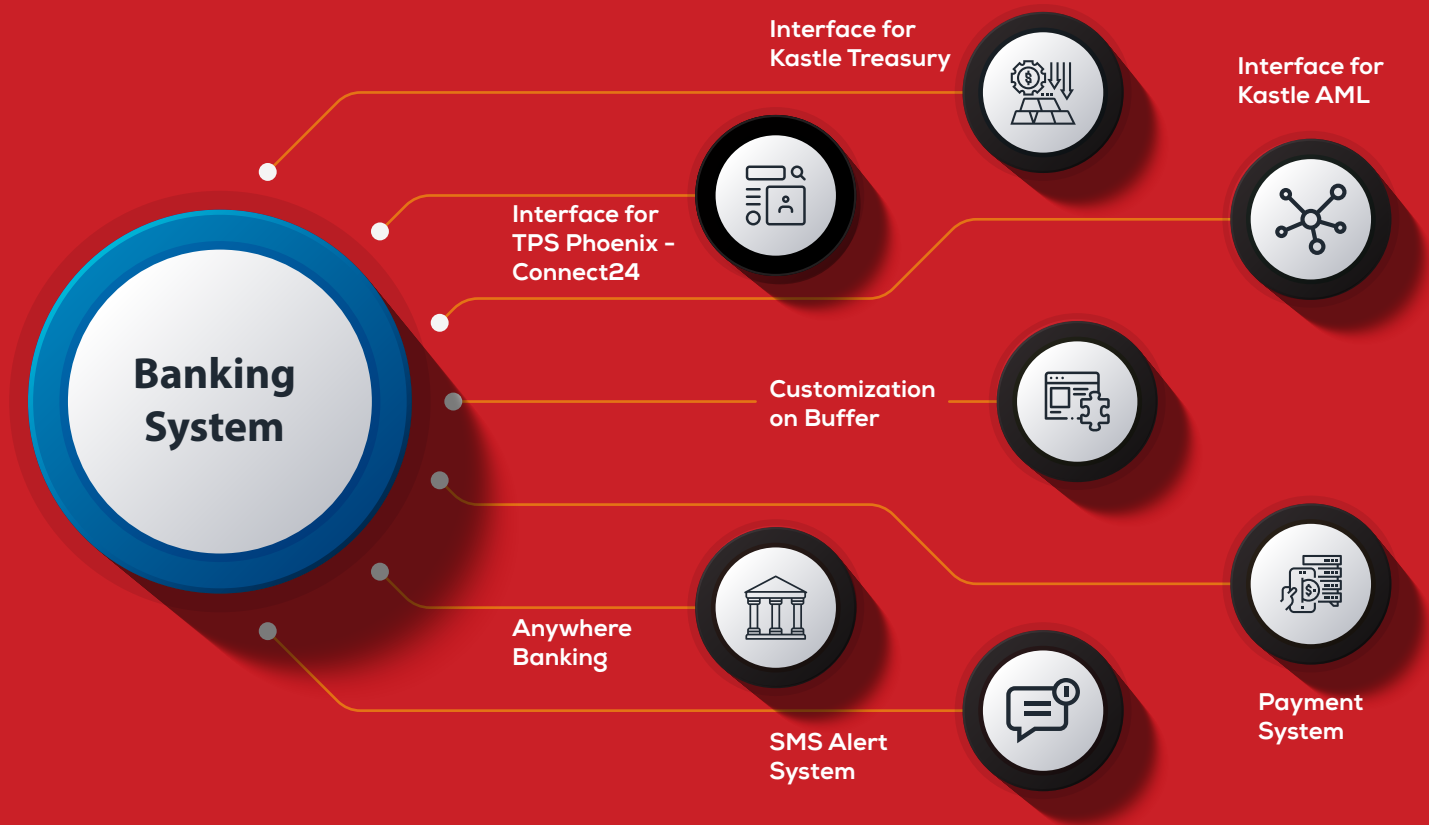 Interface for
Kastle Treasury
Interface for
Kastle AML
Interface for
TPS Phoenix -
Connect24
Banking
System
Customization
on Buffer
Anywhere
Banking
Payment
System
SMS Alert
System